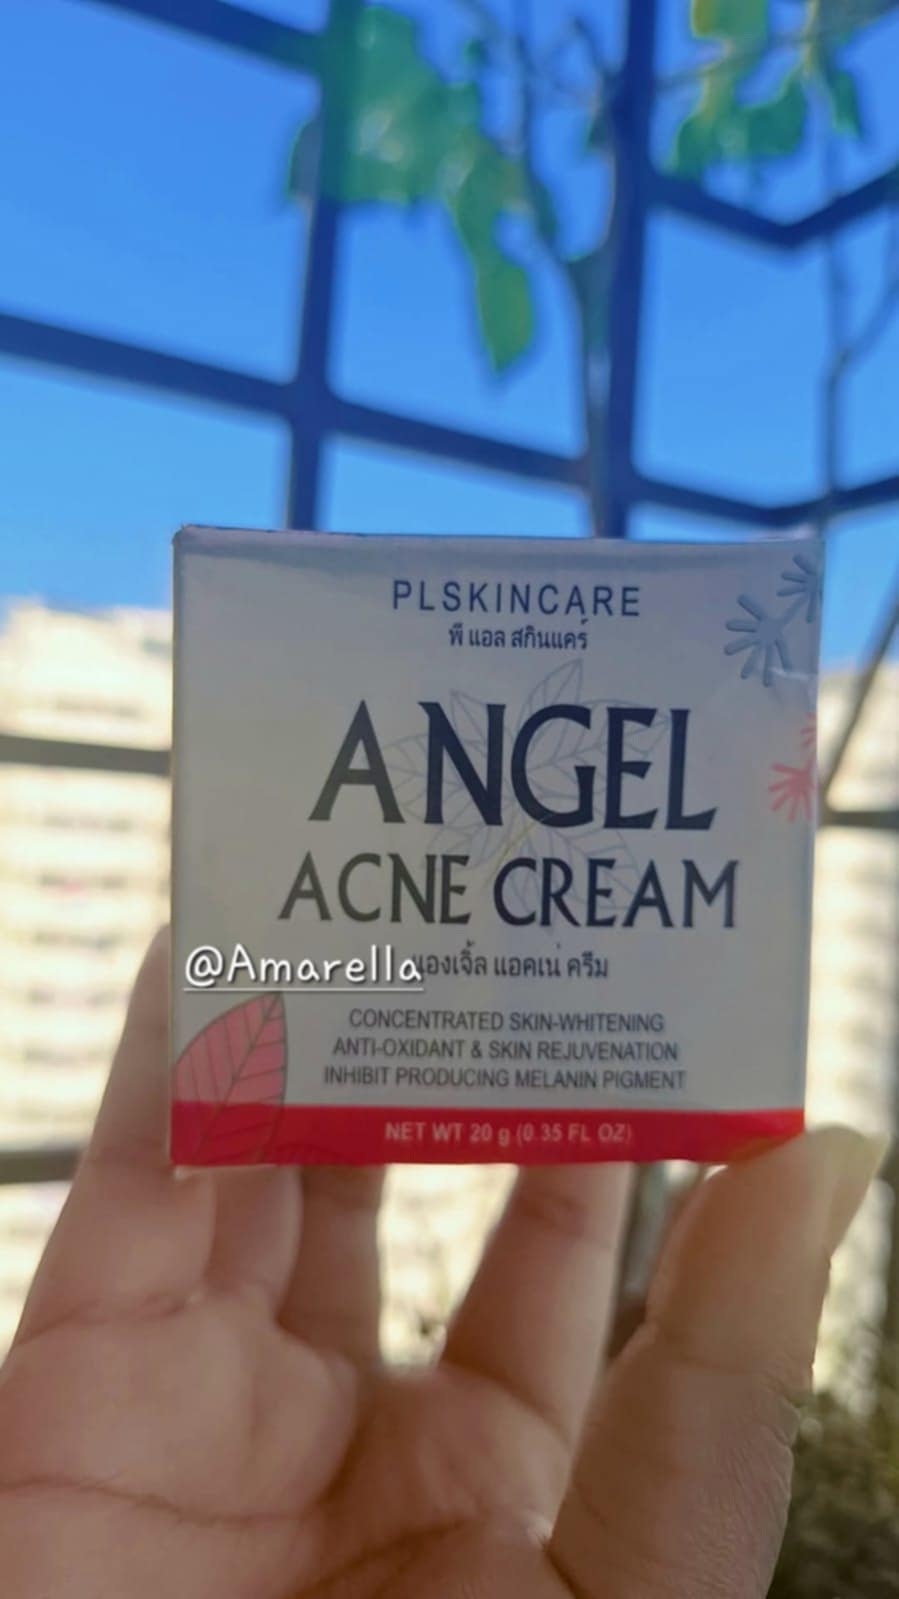 PLSKINCARE
พี แอล สกินแคร์
ANGEL
ACNE CREAM
@Amarella
แองเจิ้ล แอคเน่ ครีม
CONCENTRATED SKIN-WHITENING
ANTI-OXIDANT & SKIN REJUVENATION
INHIBIT PRODUCING MELANIN PIGMENT
NET WT 20 g (0.35 FL OZ)